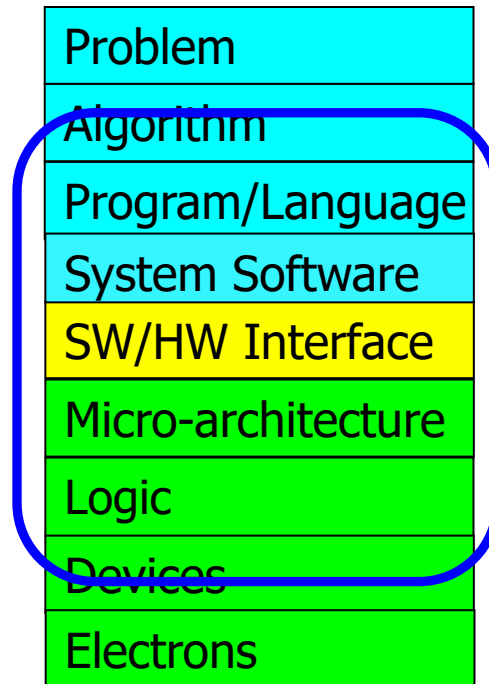 Problem
Algorithm
Program/Language
System Software
SW/HW Interface
Micro-architecture
Logic
Devices
Electrons